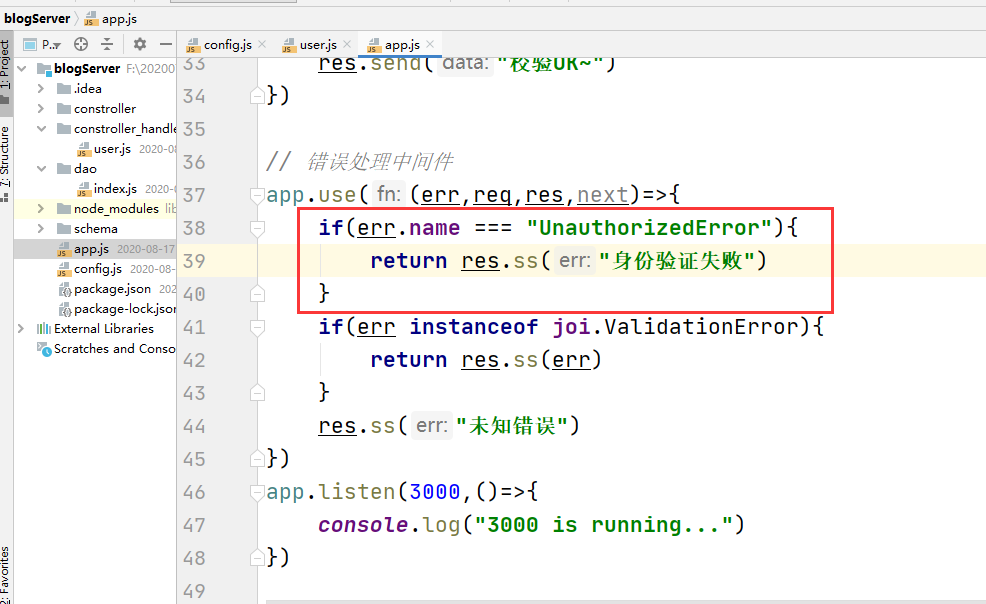 blogServer app.js
P... config.js user.js app.js
1: Project
blogServer F:\20200
.idea
constroller
constroller_handle
user.js 2020-08
dao
index.js 2020-0
node_modules lib
schema
app.js 2020-08-17
config.js 2020-08-
package.json 202
package-lock.json
External Libraries
Scratches and Conso
Z: Structure
Favorites
33 res.send( data: "校验OK~")
34 })
35
36 // 错误处理中间件
37 app.use( fn: (err,req,res,next)=>{
38 if(err.name === "UnauthorizedError"){
39 return res.ss( err: "身份验证失败")
40 }
41 if(err instanceof joi.ValidationError){
42 return res.ss(err)
43 }
44 res.ss( err: "未知错误")
45 })
46 app.listen(3000,()=>{
47 console.log("3000 is running...")
48 })
49